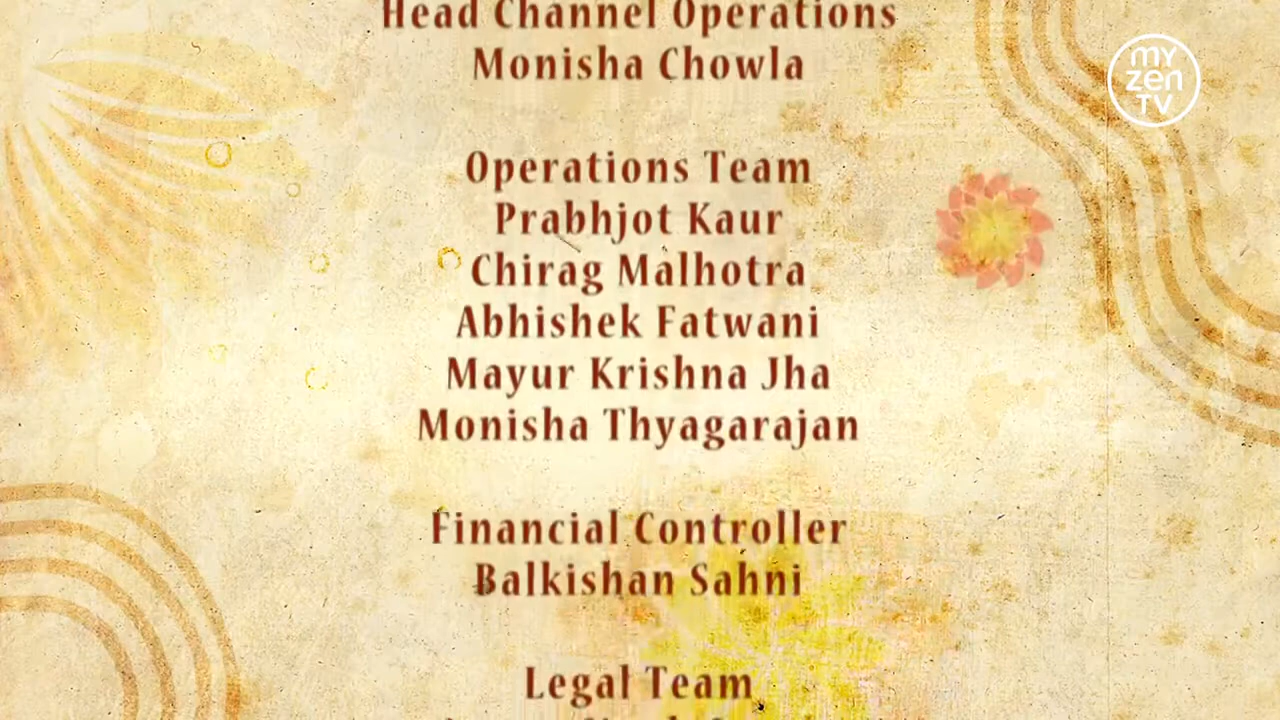 Head Channel Operations
Monisha Chowla
my
zen
TV
Operations Team
Prabhjot Kaur
Chirag Malhotra
Abhishek Fatwani
Mayur Krishna Jha
Monisha Thyagarajan
Financial Controller
Balkishan Sahni
Legal Team